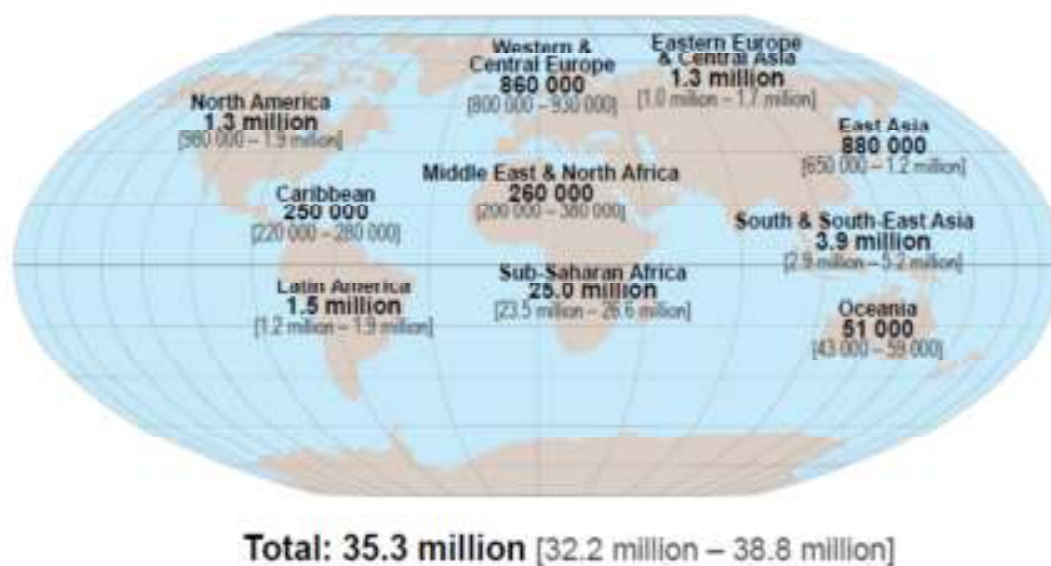 Western &
Central Europe
860 000
[800 000 – 930 000]
Eastern Europe
& Central Asia
1.3 million
[1.0 million – 1.7 million]
North America
1.3 million
[980 000 – 1.9 million]
East Asia
880 000
[650 000 – 1.2 million]
Middle East & North Africa
260 000
[200 000 – 380 000]
Caribbean
250 000
[220 000 – 280 000]
South & South-East Asia
3.9 million
[2.9 million – 5.2 million]
Sub-Saharan Africa
25.0 million
[23.5 million – 26.6 million]
Latin America
1.5 million
[1.2 million – 1.9 million]
Oceania
51 000
[43 000 – 59 000]
Total: 35.3 million [32.2 million – 38.8 million]